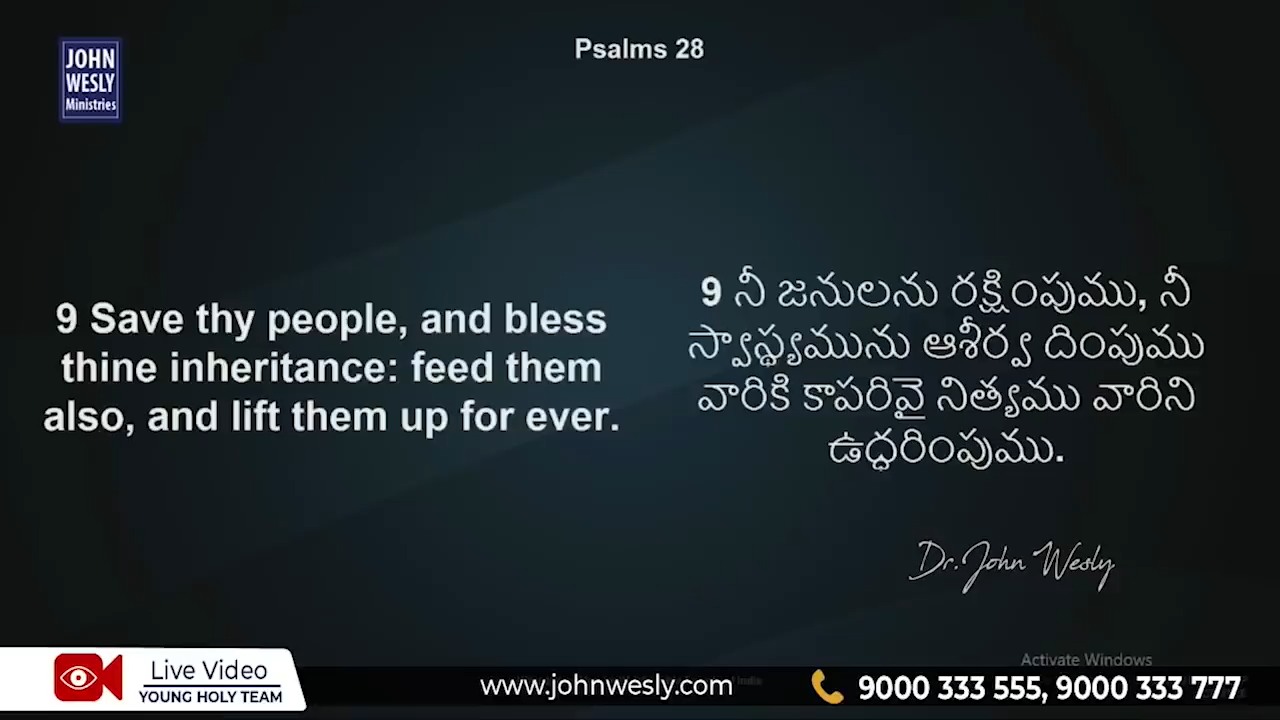 JOHN
WESLY
Ministries
Psalms 28
9 Save thy people, and bless
thine inheritance: feed them
also, and lift them up for ever.
9 నీ జనులను రక్షింపుము, నీ
స్వాస్థ్యమును ఆశీర్వ దింపుము
వారికి కాపరివై నిత్యము వారిని
ఉద్ధరింపుము.
Dr. John Wesly
Activate Windows
Live Video
YOUNG HOLY TEAM
www.johnwesly.com
9000 333 555, 9000 333 777